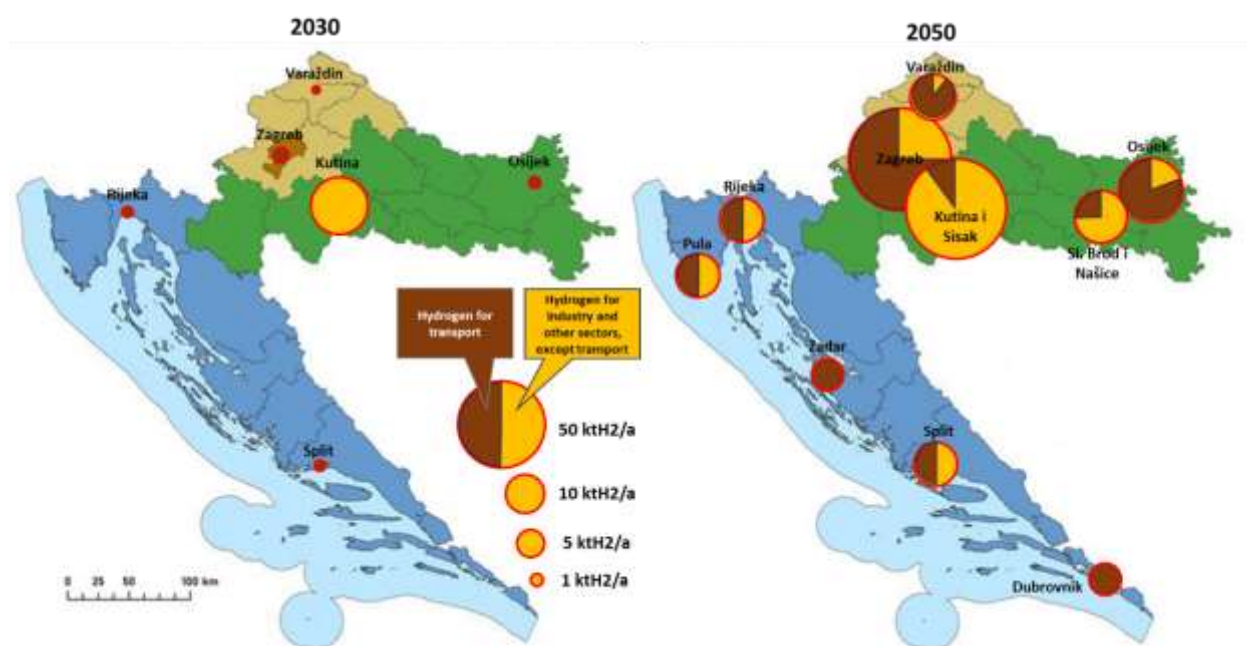 2030
2050
Varaždin
Zagreb
Kutina
Osijek
Rijeka
Split
Hydrogen for
transport
Hydrogen for
industry and
other sectors,
except transport
50 ktH2/a
10 ktH2/a
5 ktH2/a
1 ktH2/a
0 25 50 100 km
Varaždin
Zagreb
Osijek
Rijeka
Kutina i
Sisak
Pula
Sl. Brod i
Našice
Zadar
Split
Dubrovnik